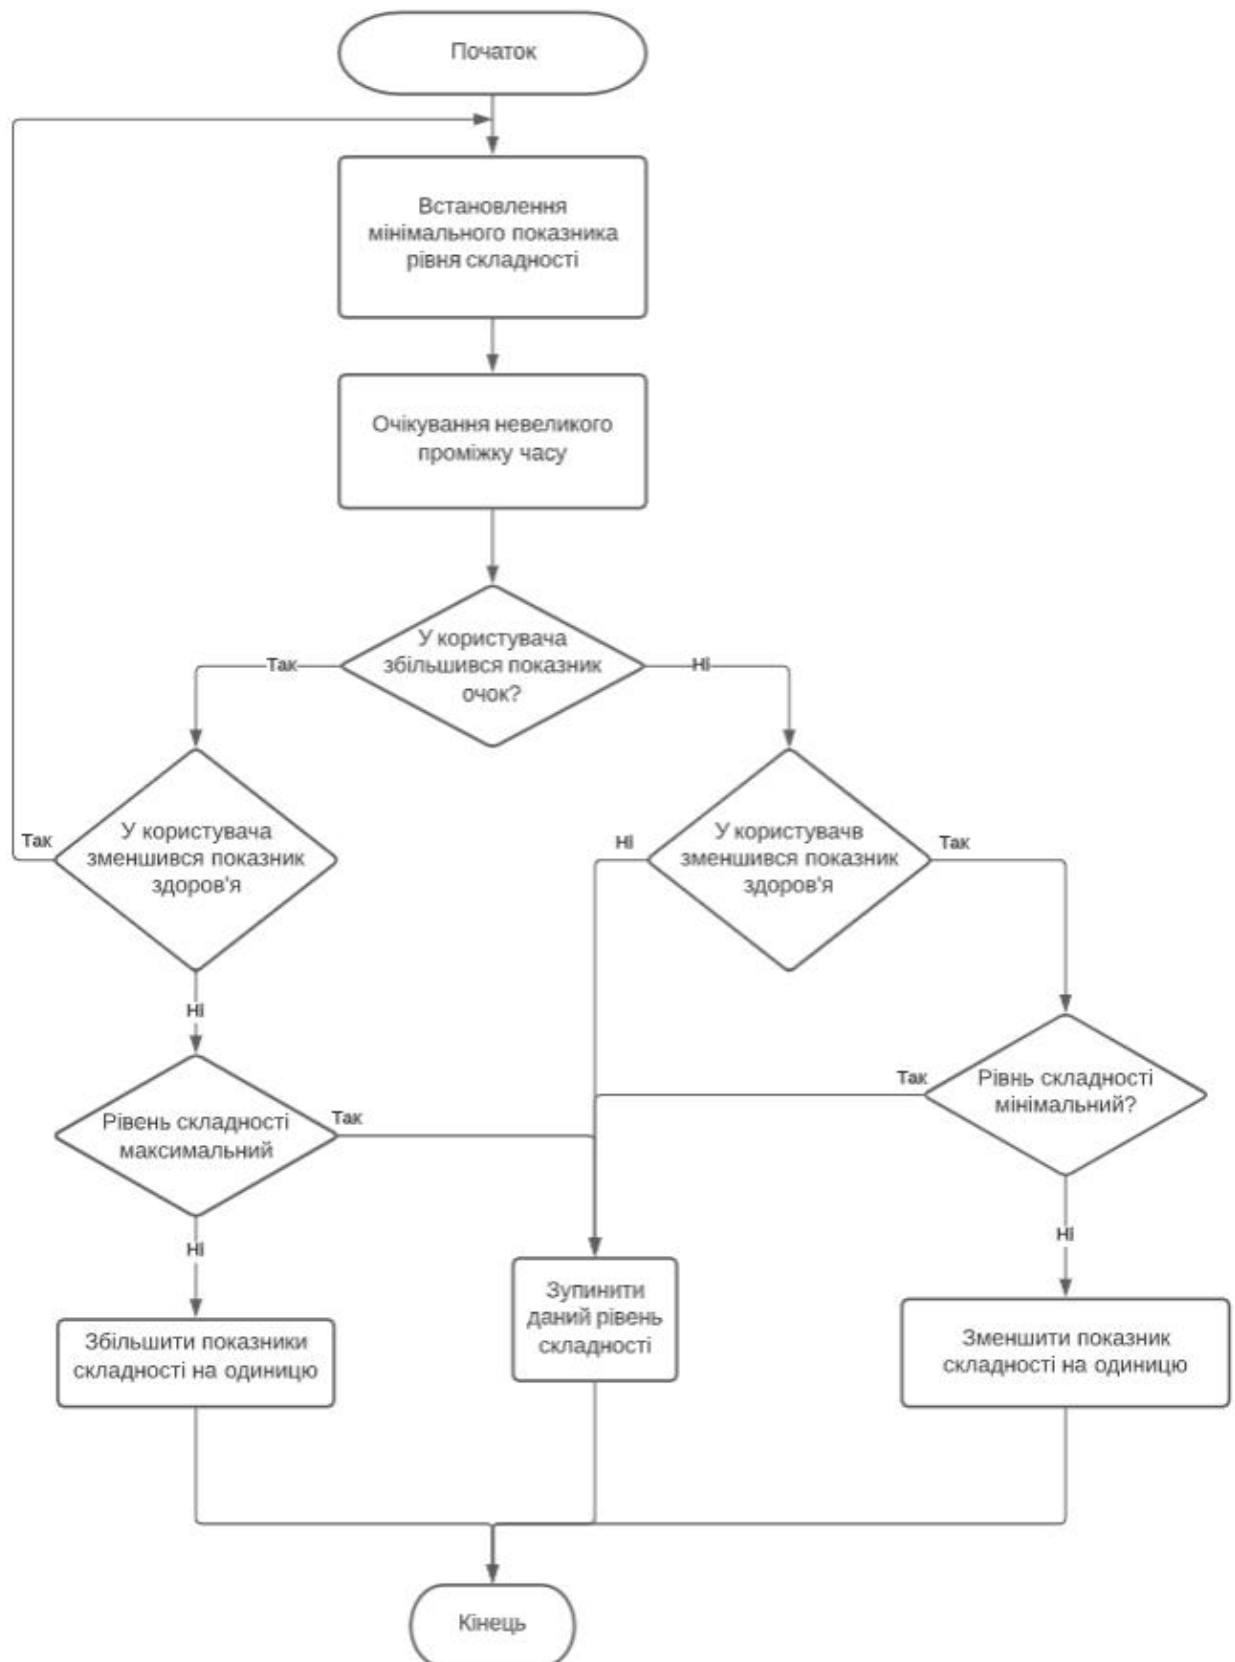 Початок
Встановлення
мінімального показника
рівня складності
Очікування невеликого
проміжку часу
У користувача
збільшився показник
очок?
Так
Ні
У користувача
зменшився показник
здоров'я
Так
Ні
У користувачв
зменшився показник
здоров'я
Ні
Так
Рівень складності
максимальний
Так
Ні
Рівнь складності
мінімальний?
Так
Ні
Збільшити показники
складності на одиницю
Зупинити
даний рівень
складності
Зменшити показник
складності на одиницю
Кінець